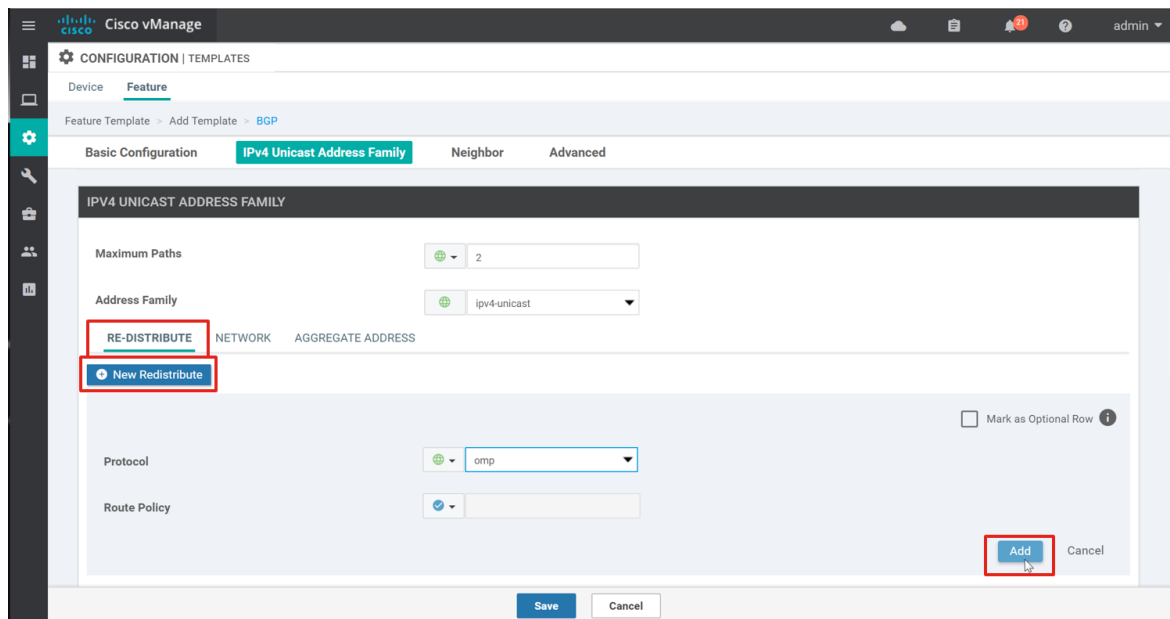 cisco Cisco vManage 21 admin
CONFIGURATION | TEMPLATES
Device Feature
Feature Template > Add Template > BGP
Basic Configuration IPv4 Unicast Address Family Neighbor Advanced
IPV4 UNICAST ADDRESS FAMILY
Maximum Paths 2
Address Family ipv4-unicast
RE-DISTRIBUTE NETWORK AGGREGATE ADDRESS
New Redistribute
Mark as Optional Row
Protocol omp
Route Policy
Add Cancel
Save Cancel